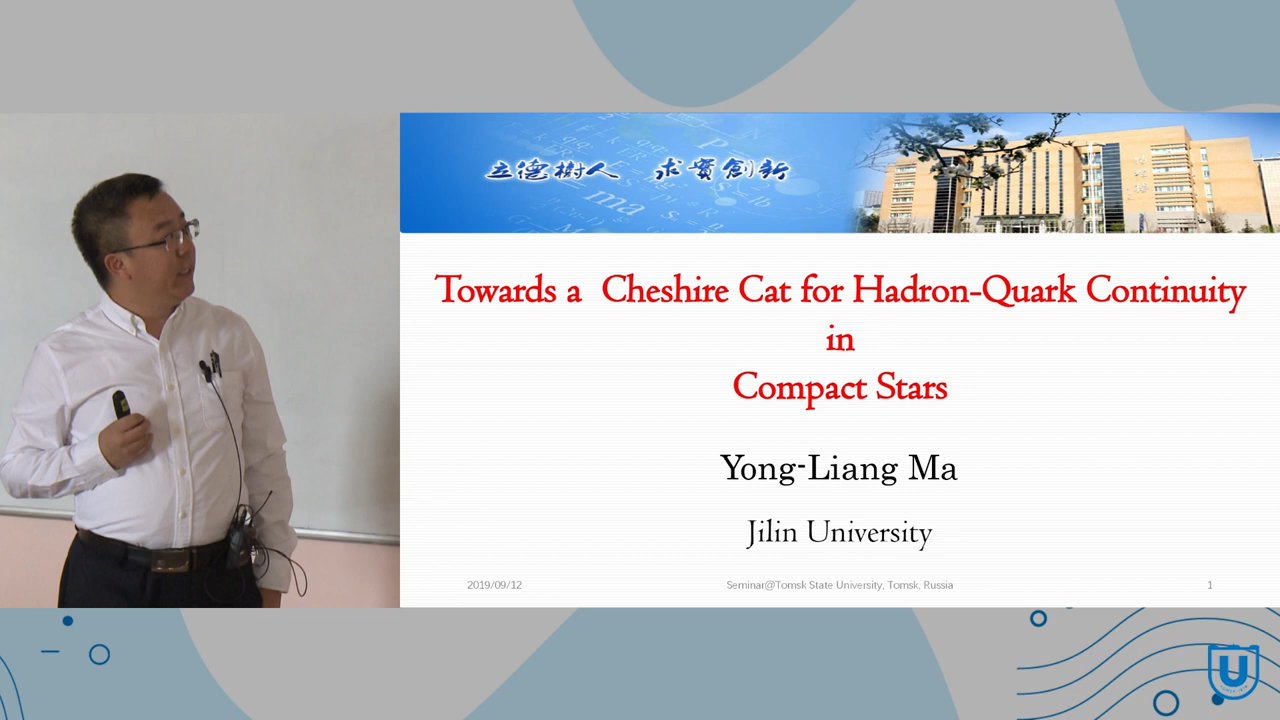 立德樹人 求實創新
Towards a Cheshire Cat for Hadron-Quark Continuity
in
Compact Stars
Yong-Liang Ma
Jilin University
2019/09/12
Seminar@Tomsk State University, Tomsk, Russia
1
U